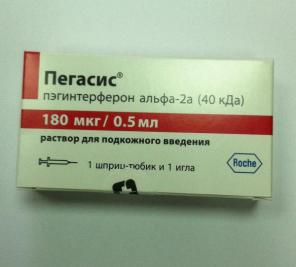 Пегасис®
пэгинтерферон альфа-2а (40 кДа)
180 мкг/ 0.5 мл
раствор для подкожного введения
1 шприц-тюбик и 1 игла
Roche